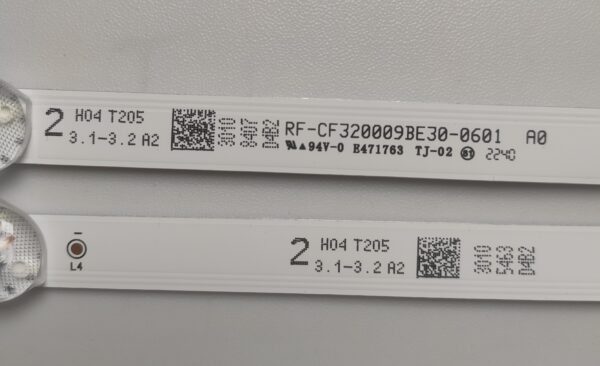 2 H04 T205
3.1-3.2 A2
3010
3407
D4B2
RF-CF320009BE30-0601 A0
▲94V-0 E471763 TJ-02 2240
L4
2 H04 T205
3.1-3.2 A2
3010
5463
D4B2